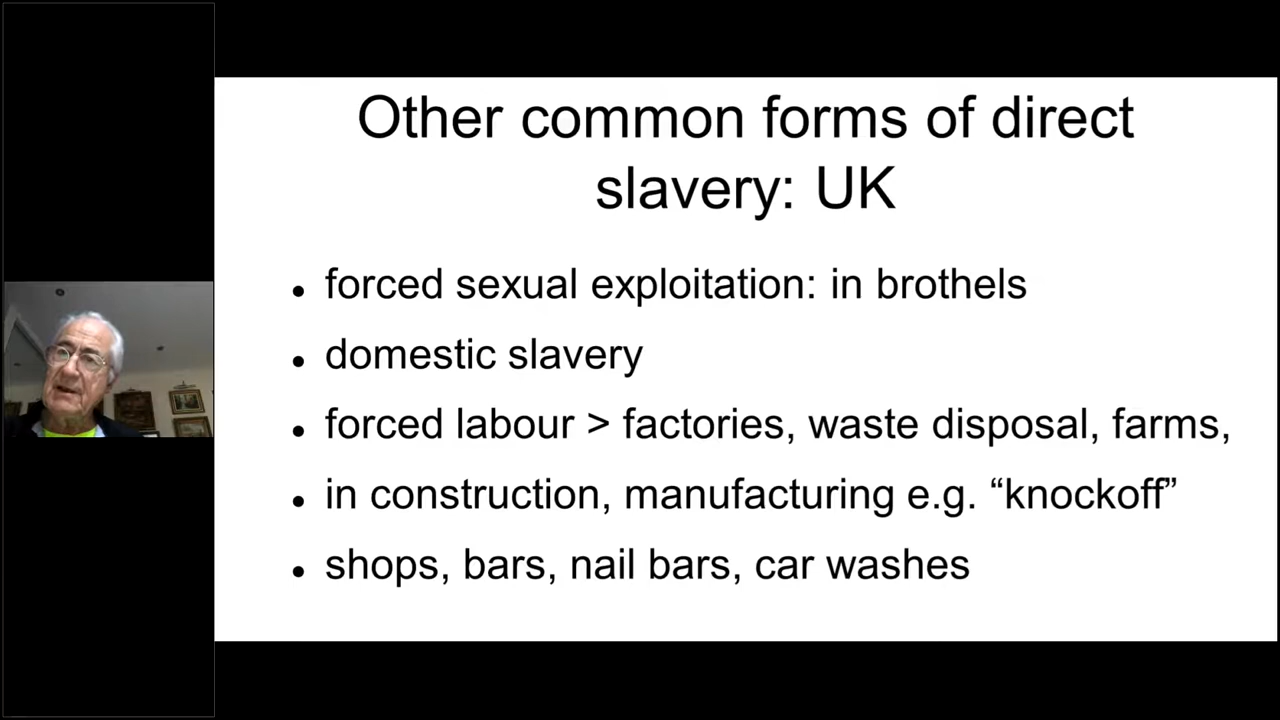 Other common forms of direct
slavery: UK
• forced sexual exploitation: in brothels
• domestic slavery
• forced labour > factories, waste disposal, farms,
• in construction, manufacturing e.g. “knockoff”
• shops, bars, nail bars, car washes